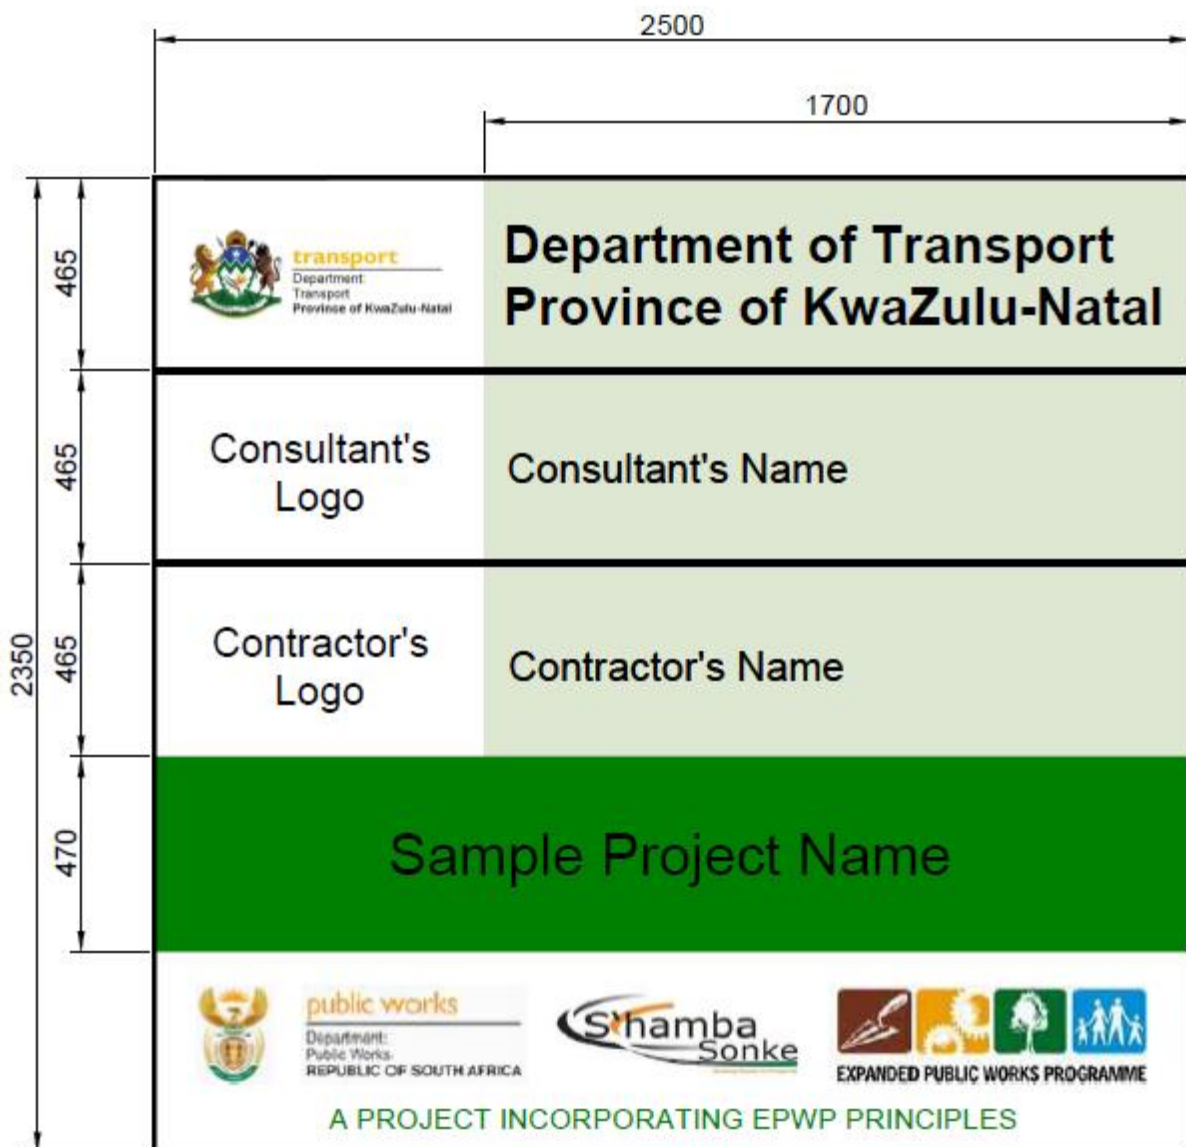 2500
1700
465
transport
Department:
Transport
Province of KwaZulu-Natal
Department of Transport
Province of KwaZulu-Natal
465
Consultant's
Logo
Consultant's Name
2350
465
Contractor's
Logo
Contractor's Name
470
Sample Project Name
public works
Department:
Public Works
REPUBLIC OF SOUTH AFRICA
S'hamba
Sonke
EXPANDED PUBLIC WORKS PROGRAMME
A PROJECT INCORPORATING EPWP PRINCIPLES